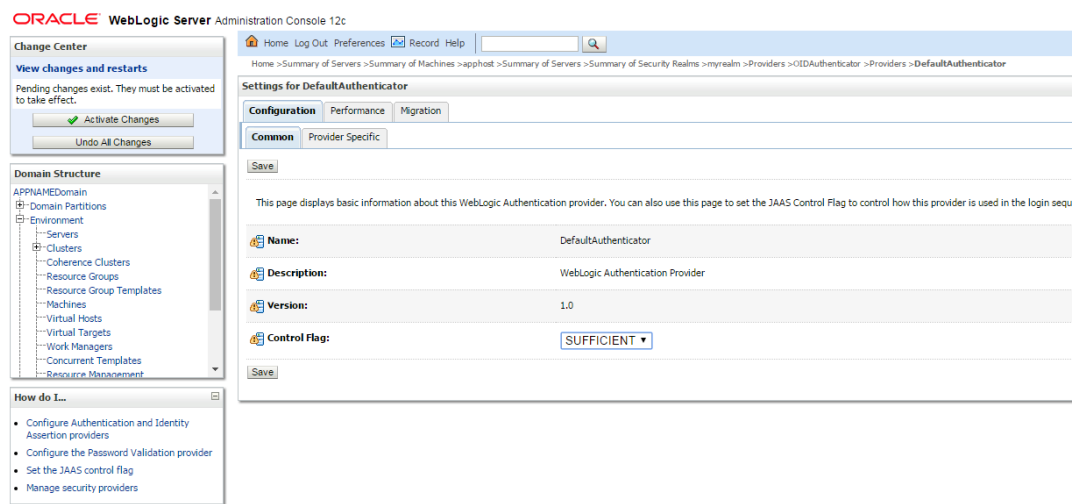 ORACLE WebLogic Server Administration Console 12c
Change Center
View changes and restarts
Pending changes exist. They must be activated
to take effect.
Activate Changes
Undo All Changes
Domain Structure
APPNAMEDomain
Domain Partitions
Environment
Servers
Clusters
Coherence Clusters
Resource Groups
Resource Group Templates
Machines
Virtual Hosts
Virtual Targets
Work Managers
Concurrent Templates
Resource Management
How do I...
Configure Authentication and Identity
Assertion providers
Configure the Password Validation provider
Set the JAAS control flag
Manage security providers
Home Log Out Preferences Record Help
Home >Summary of Servers >Summary of Machines >apphost >Summary of Servers >Summary of Security Realms >myrealm >Providers >OIDAuthenticator >Providers >DefaultAuthenticator
Settings for DefaultAuthenticator
Configuration Performance Migration
Common Provider Specific
Save
This page displays basic information about this WebLogic Authentication provider. You can also use this page to set the JAAS Control Flag to control how this provider is used in the login sequ
Name: DefaultAuthenticator
Description: WebLogic Authentication Provider
Version: 1.0
Control Flag: SUFFICIENT
Save